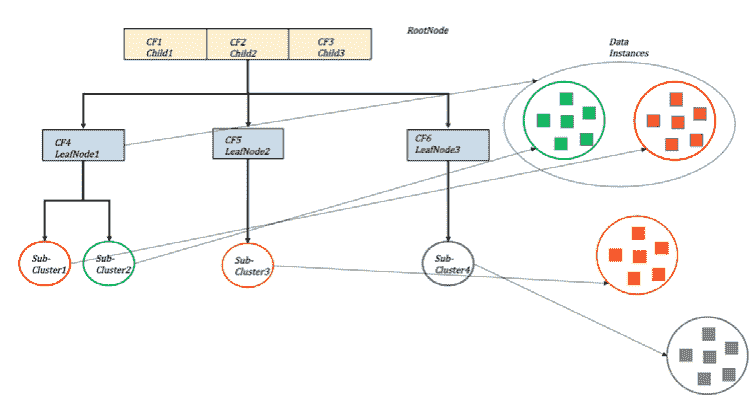 RootNode
CF1
Child1
CF2
Child2
CF3
Child3
Data
Instances
CF4
LeafNode1
CF5
LeafNode2
CF6
LeafNode3
Sub-
Cluster1
Sub-
Cluster2
Sub-
Cluster3
Sub-
Cluster4